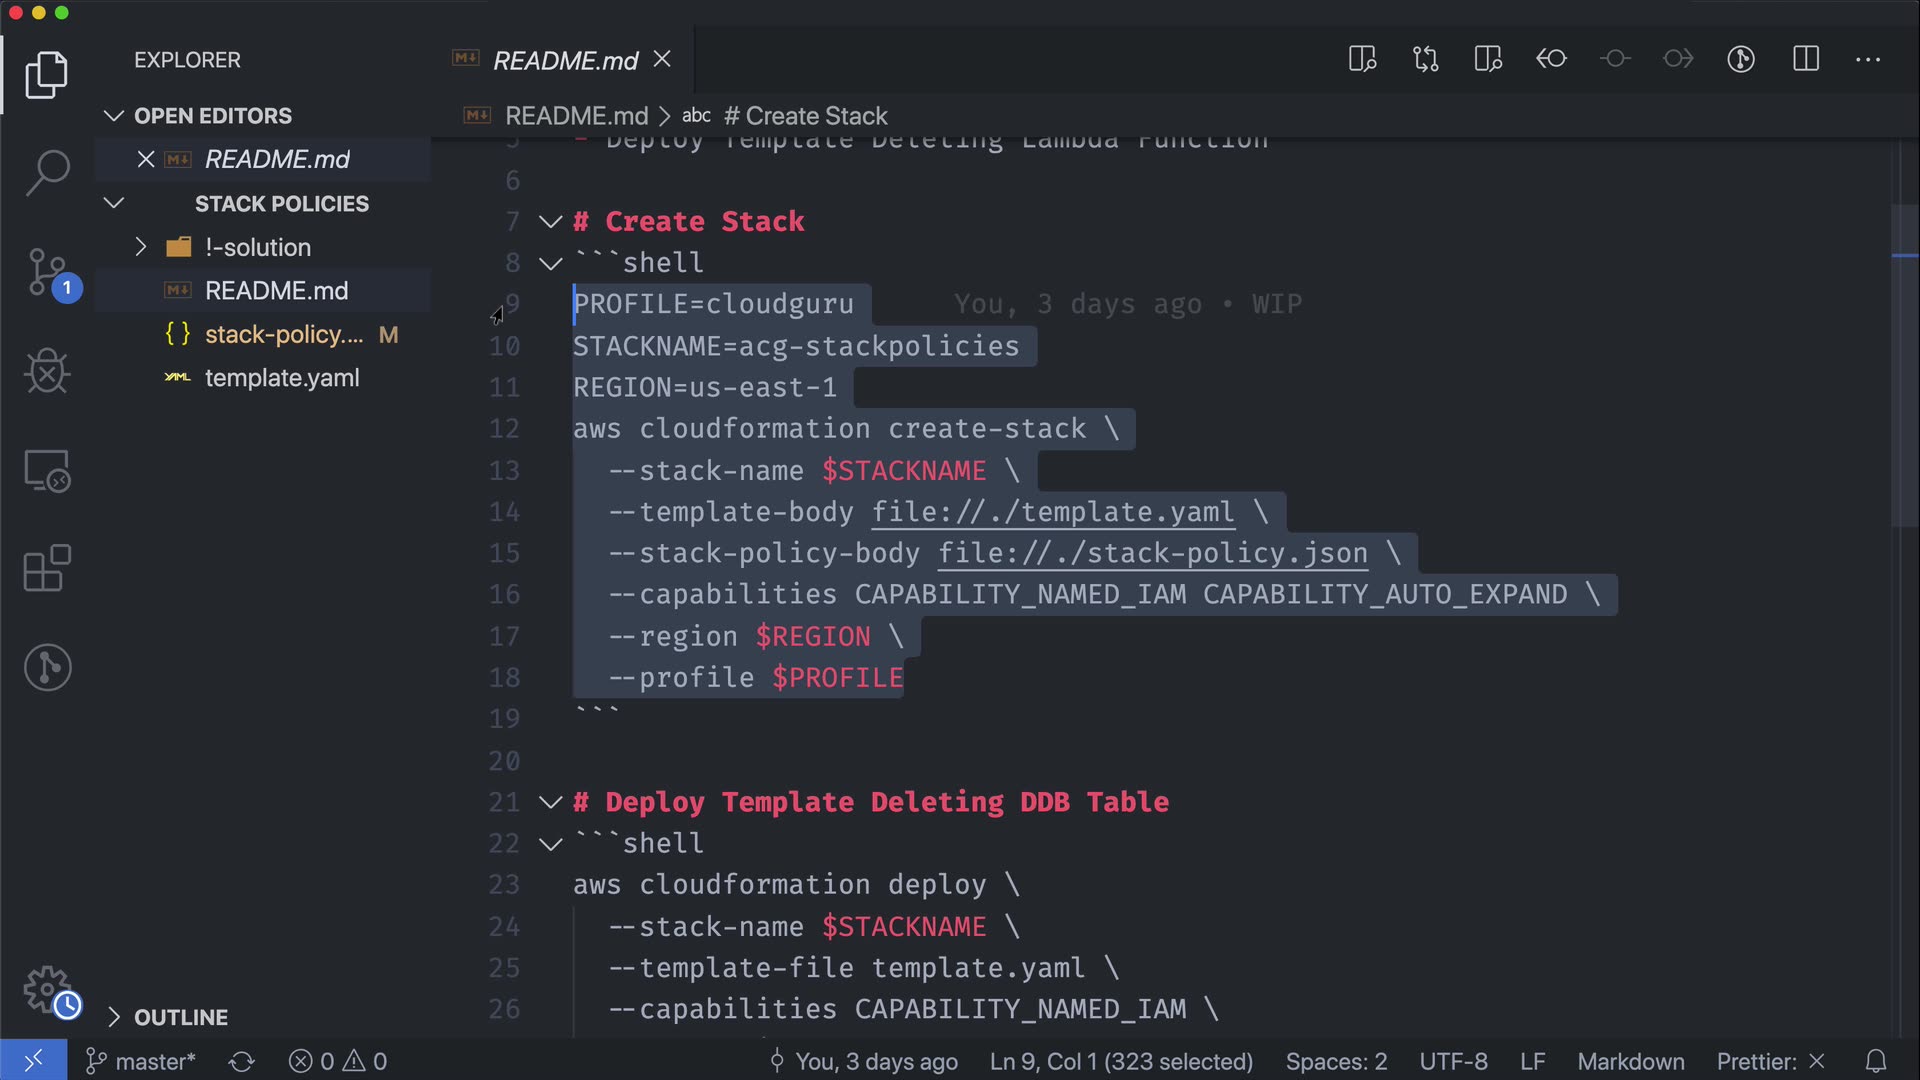 EXPLORER
README.md
OPEN EDITORS
README.md > abc # Create Stack
README.md
STACK POLICIES
!-solution
README.md
stack-policy.... M
template.yaml
1
5 - Deploy Template Deleting Lambda Function
6
7 # Create Stack
8 ```shell
9 PROFILE=cloudguru You, 3 days ago • WIP
10 STACKNAME=acg-stackpolicies
11 REGION=us-east-1
12 aws cloudformation create-stack \
13 --stack-name $STACKNAME \
14 --template-body file://./template.yaml \
15 --stack-policy-body file://./stack-policy.json \
16 --capabilities CAPABILITY_NAMED_IAM CAPABILITY_AUTO_EXPAND \
17 --region $REGION \
18 --profile $PROFILE
19 ```
20
21 # Deploy Template Deleting DDB Table
22 ```shell
23 aws cloudformation deploy \
24 --stack-name $STACKNAME \
25 --template-file template.yaml \
26 --capabilities CAPABILITY_NAMED_IAM \
OUTLINE
master* 0 0 You, 3 days ago Ln 9, Col 1 (323 selected) Spaces: 2 UTF-8 LF Markdown Prettier: ×